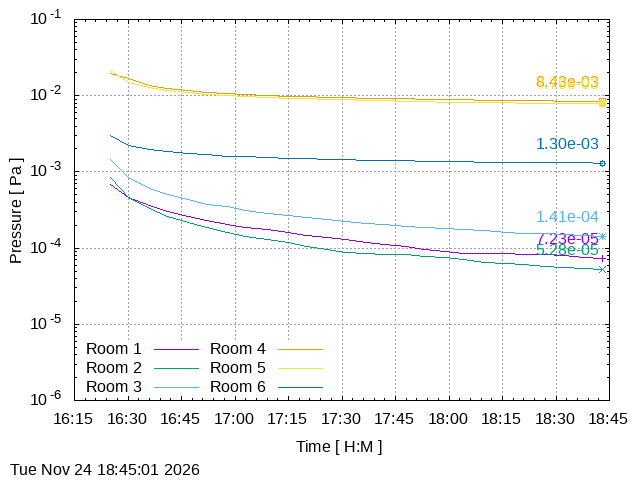 10^-1
10^-2
10^-3
10^-4
10^-5
10^-6
Pressure [ Pa ]
8.43e-03
1.30e-03
1.41e-04
7.23e-05
5.28e-05
Room 1 Room 4
Room 2 Room 5
Room 3 Room 6
16:15 16:30 16:45 17:00 17:15 17:30 17:45 18:00 18:15 18:30 18:45
Time [ H:M ]
Tue Nov 24 18:45:01 2026